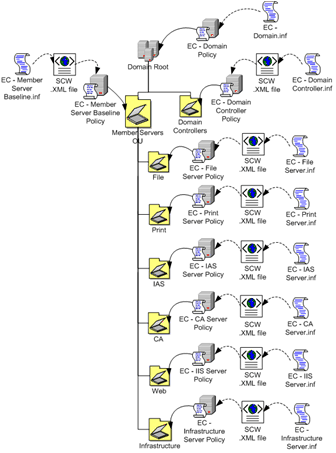 EC -
Domain.inf
EC - Domain
Policy
Domain Root
EC - Member
Server
Baseline.inf
SCW
.XML file
EC - Member
Server Baseline
Policy
EC - Domain
Controller
Policy
SCW
.XML file
EC - Domain
Controller.inf
Member Servers
OU
Domain
Controllers
File
EC - File
Server Policy
SCW
.XML file
EC - File
Server.inf
Print
EC - Print
Server Policy
SCW
.XML file
EC - Print
Server.inf
IAS
EC - IAS Server
Policy
SCW
.XML file
EC - IAS
Server.inf
CA
EC - CA Server
Policy
SCW
.XML file
EC - CA
Server.inf
Web
EC - IIS Server
Policy
SCW
.XML file
EC - IIS
Server.inf
Infrastructure
EC -
Infrastructure
Server Policy
SCW
.XML file
EC -
Infrastructure
Server.inf